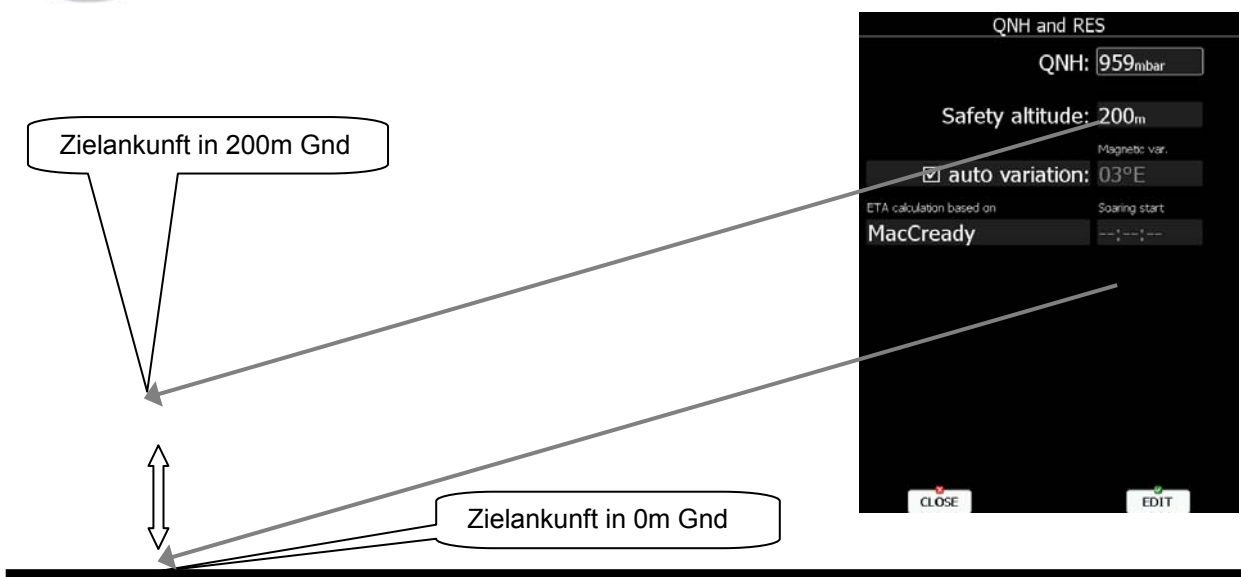 QNH and RES
QNH: 959mbar
Safety altitude: 200m
Magnetic var.
auto variation: 03°E
ETA calculation based on Soaring start
MacCready --:--:--
CLOSE EDIT
Zielankunft in 200m Gnd
Zielankunft in 0m Gnd